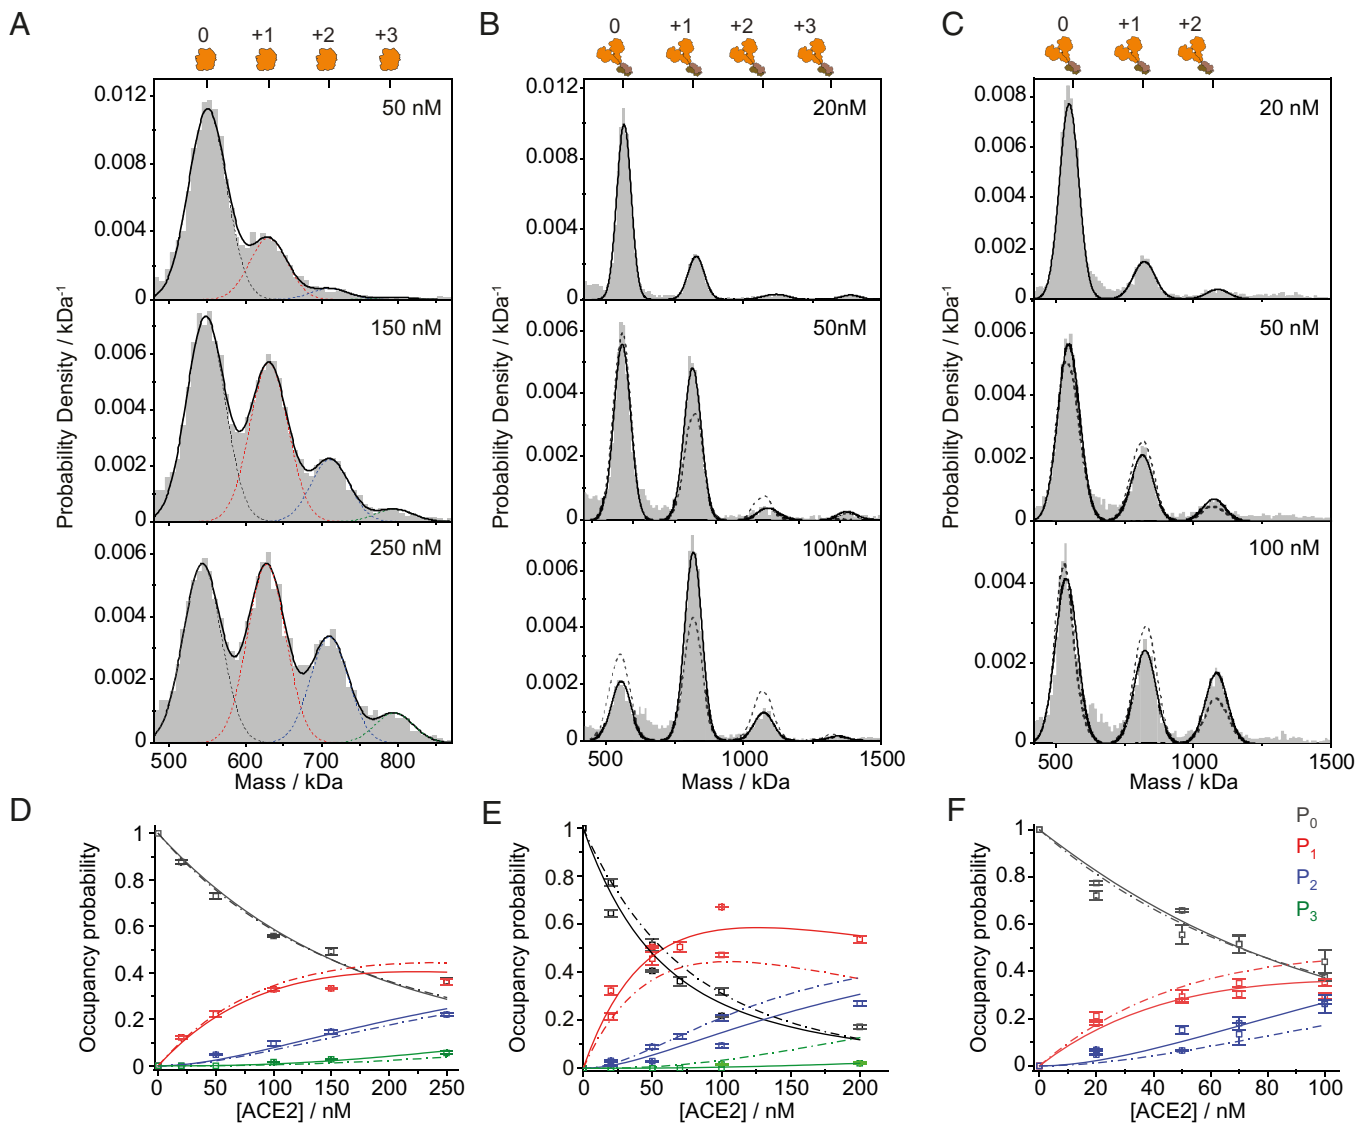 A
0 +1 +2 +3
50 nM
0.012
0.008
0.004
0
150 nM
0.006
0.004
0.002
0
250 nM
0.006
0.004
0.002
0
500 600 700 800
Mass / kDa
Probability Density / kDa⁻¹
B
0 +1 +2 +3
20nM
0.012
0.008
0.004
0
50nM
0.006
0.004
0.002
0
100nM
0.006
0.004
0.002
0
500 1000 1500
Mass / kDa
Probability Density / kDa⁻¹
C
0 +1 +2
20 nM
0.008
0.006
0.004
0.002
0
50 nM
0.006
0.004
0.002
0
100 nM
0.004
0.002
0
500 1000 1500
Mass / kDa
Probability Density / kDa⁻¹
D
1
0.8
0.6
0.4
0.2
0
0 50 100 150 200 250
[ACE2] / nM
Occupancy probability
E
1
0.8
0.6
0.4
0.2
0
0 50 100 150 200
[ACE2] / nM
Occupancy probability
F
1
0.8
0.6
0.4
0.2
0
0 20 40 60 80 100
[ACE2] / nM
Occupancy probability
P₀
P₁
P₂
P₃